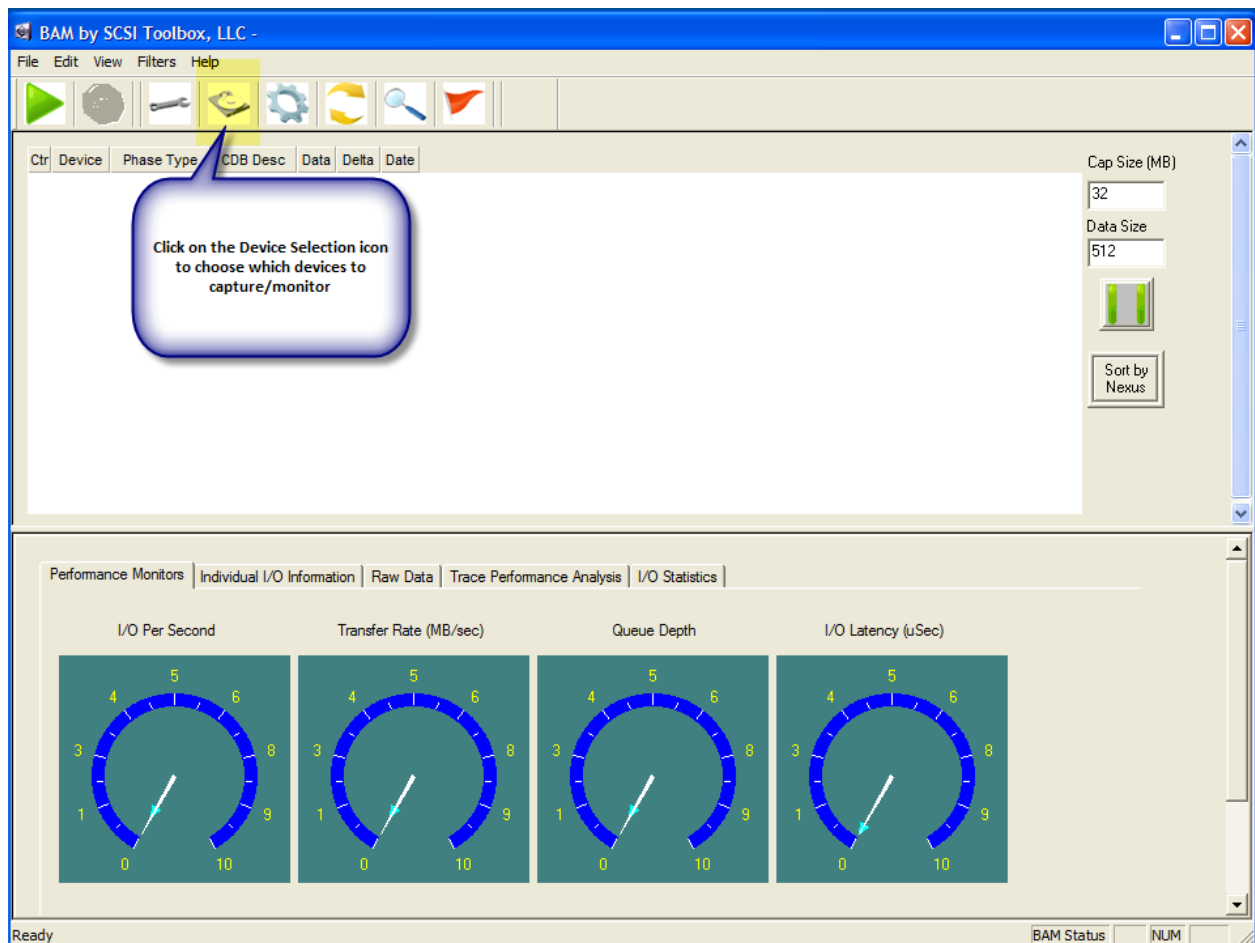 BAM by SCSI Toolbox, LLC -
File Edit View Filters Help
Ctr Device Phase Type CDB Desc Data Delta Date
Click on the Device Selection icon
to choose which devices to
capture/monitor
Cap Size (MB)
32
Data Size
512
Sort by
Nexus
Performance Monitors Individual I/O Information Raw Data Trace Performance Analysis I/O Statistics
I/O Per Second
0 1 3 4 5 6 8 9 10
Transfer Rate (MB/sec)
0 1 3 4 5 6 8 9 10
Queue Depth
0 1 3 4 5 6 8 9 10
I/O Latency (uSec)
0 1 3 4 5 6 8 9 10
Ready
BAM Status NUM